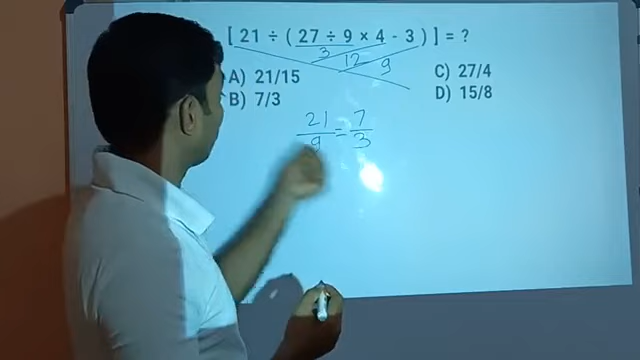 [ 21 ÷ ( 27 ÷ 9 × 4 - 3 ) ] = ?
3 12 9
A) 21/15
C) 27/4
B) 7/3
D) 15/8
21/9 = 7/3